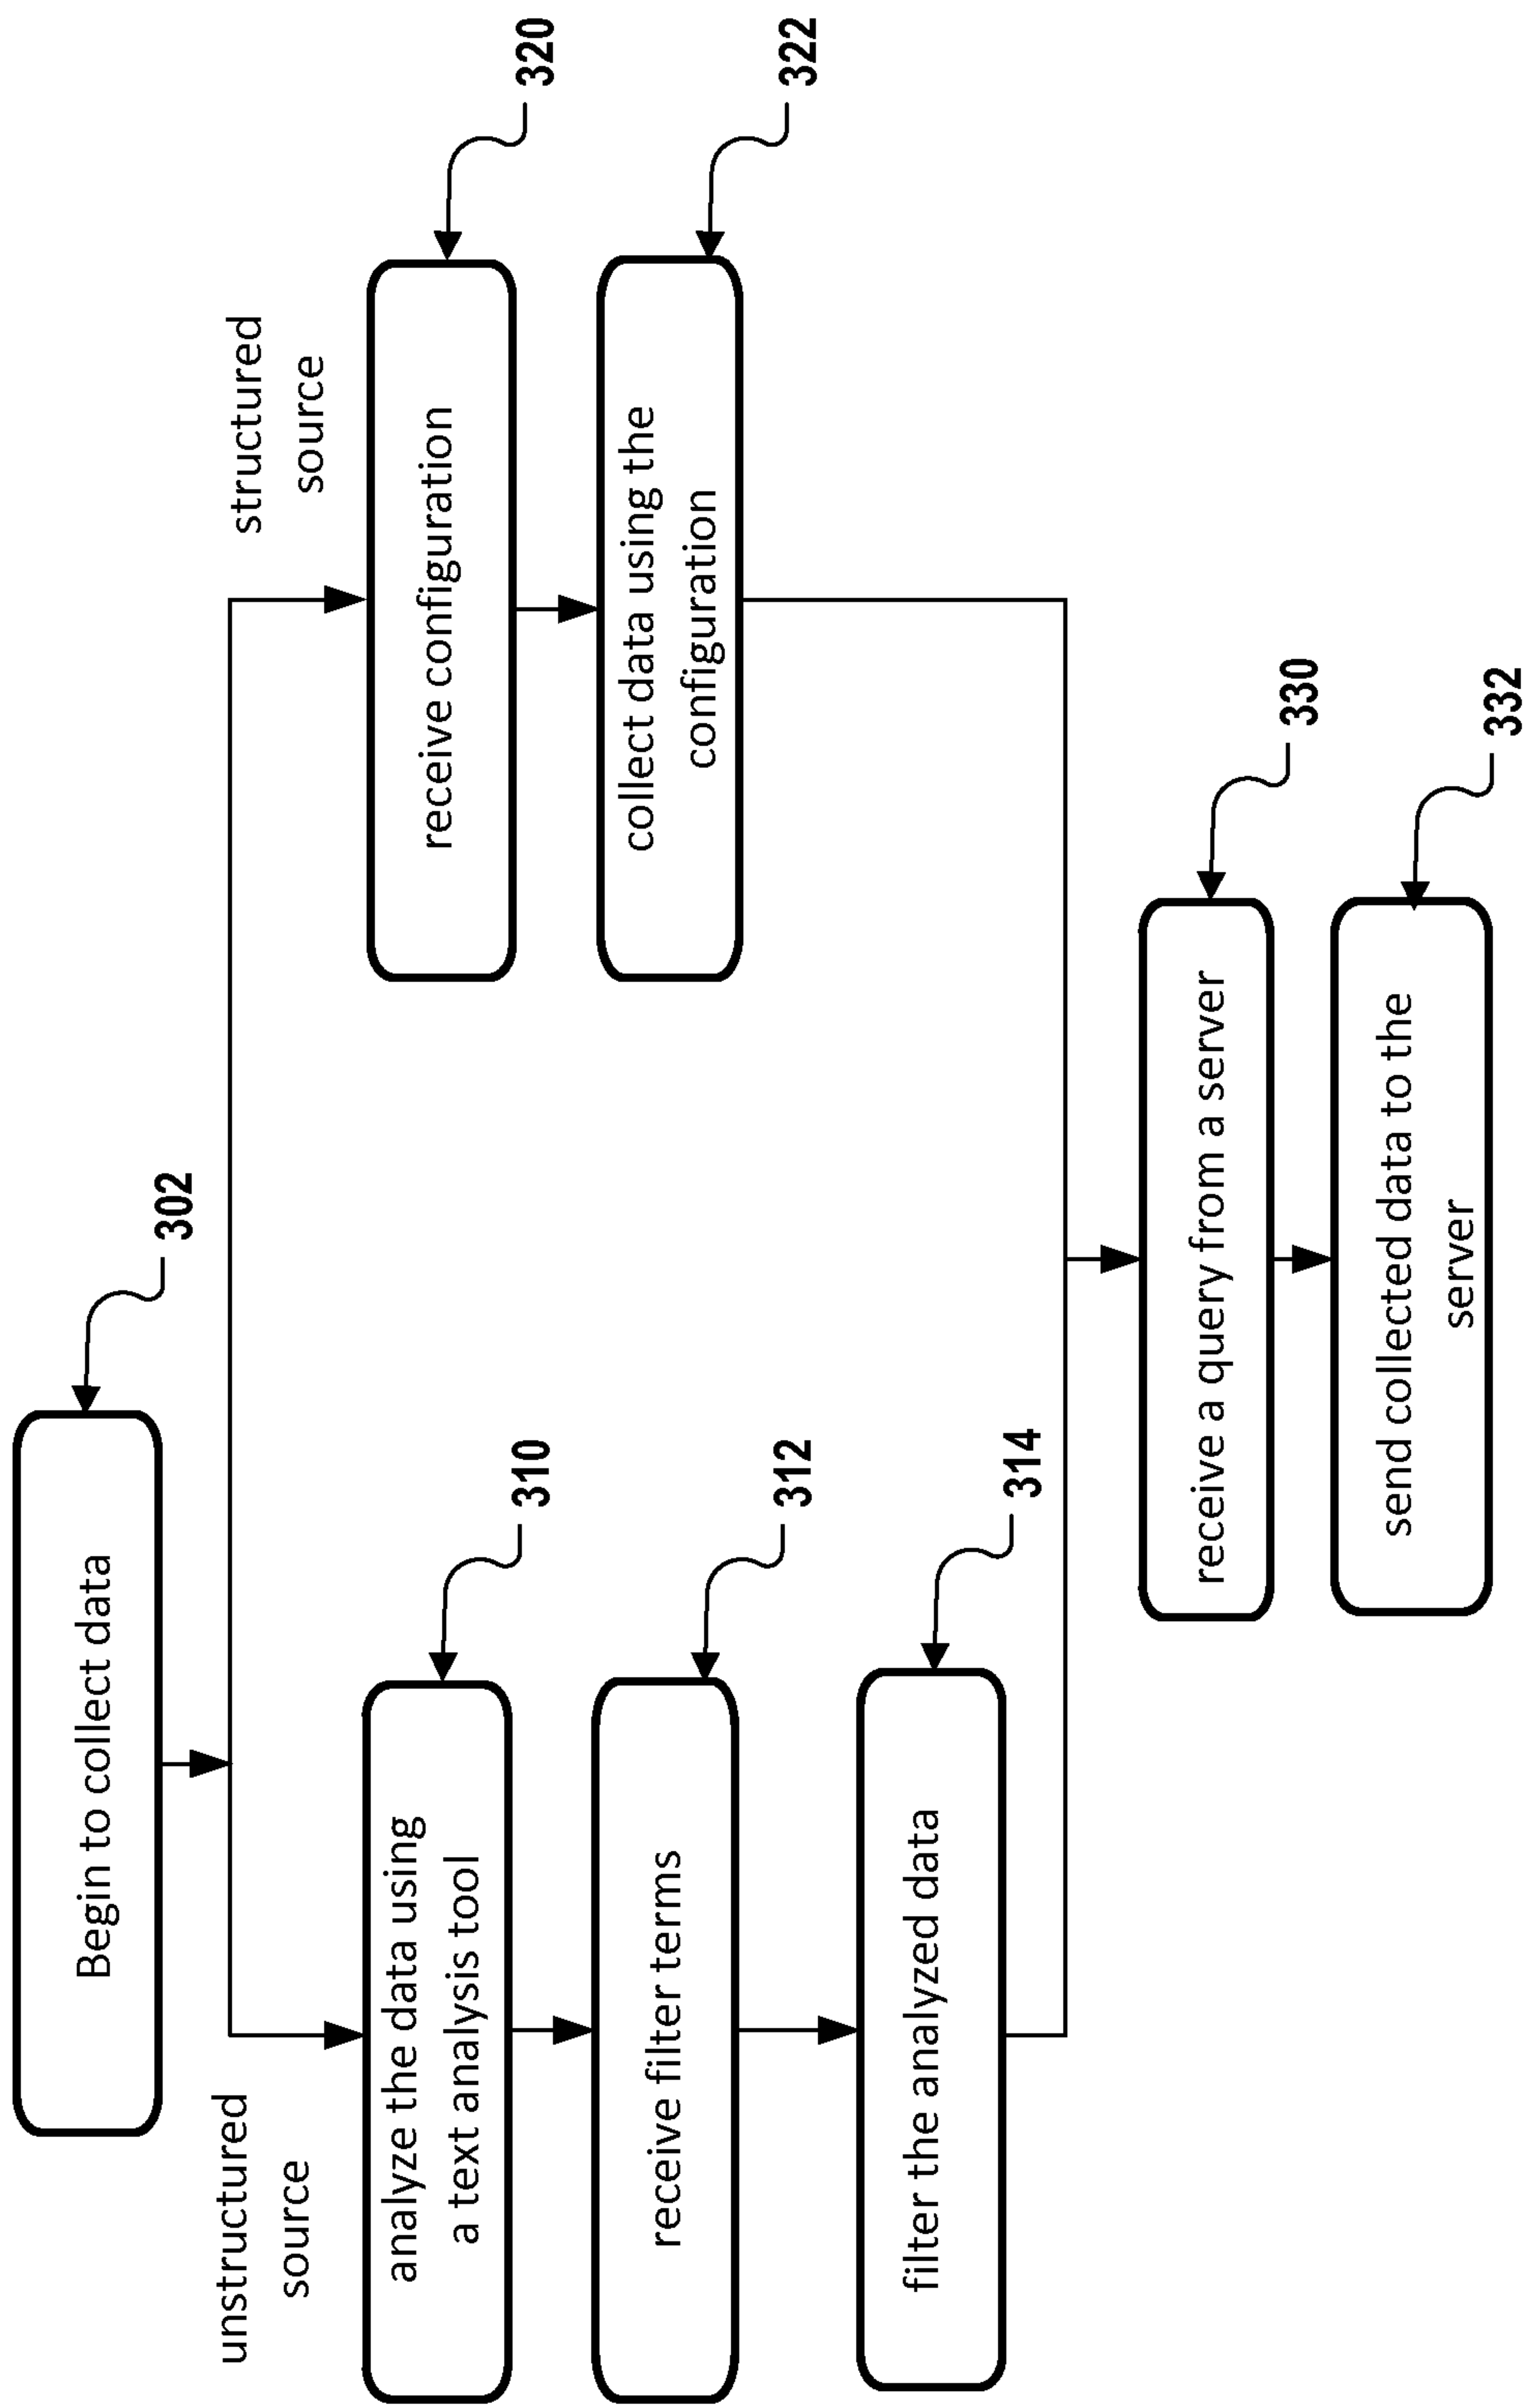 Begin to collect data
302
unstructured
source
structured
source
analyze the data using
a text analysis tool
310
receive filter terms
312
filter the analyzed data
314
receive configuration
320
collect data using the
configuration
322
receive a query from a server
330
send collected data to the
server
332